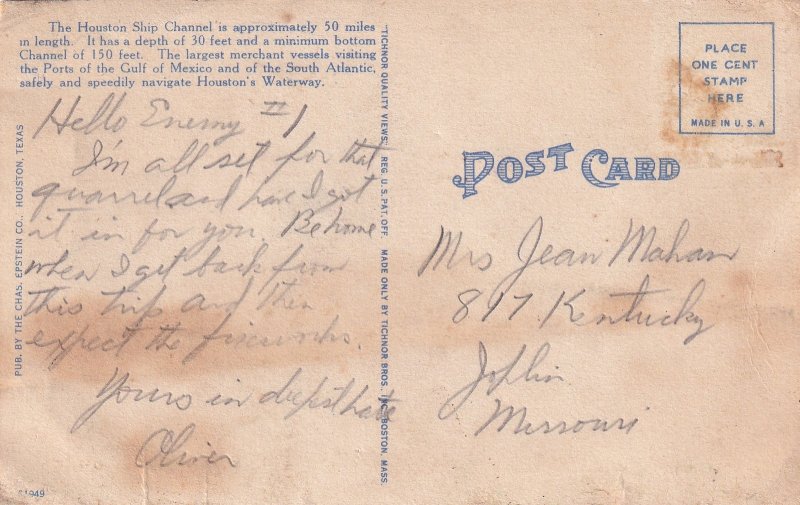 The Houston Ship Channel is approximately 50 miles
in length. It has a depth of 30 feet and a minimum bottom
Channel of 150 feet. The largest merchant vessels visiting
the Ports of the Gulf of Mexico and of the South Atlantic,
safely and speedily navigate Houston's Waterway.
Hello Enemy #1
I'm all set for that
quarrel and have I got
it in for you. Be home
when I get back from
this trip and then
expect the fireworks.
Yours in deepest hate
Oliver
PUB. BY THE CHAS. EPSTEIN CO., HOUSTON, TEXAS
61949
"TICHNOR QUALITY VIEWS," REG. U. S. PAT. OFF. MADE ONLY BY TICHNOR BROS., INC., BOSTON, MASS.
PLACE
ONE CENT
STAMP
HERE
MADE IN U. S. A
POST CARD
Mrs Jean Mahan
817 Kentucky
Joplin
Missouri